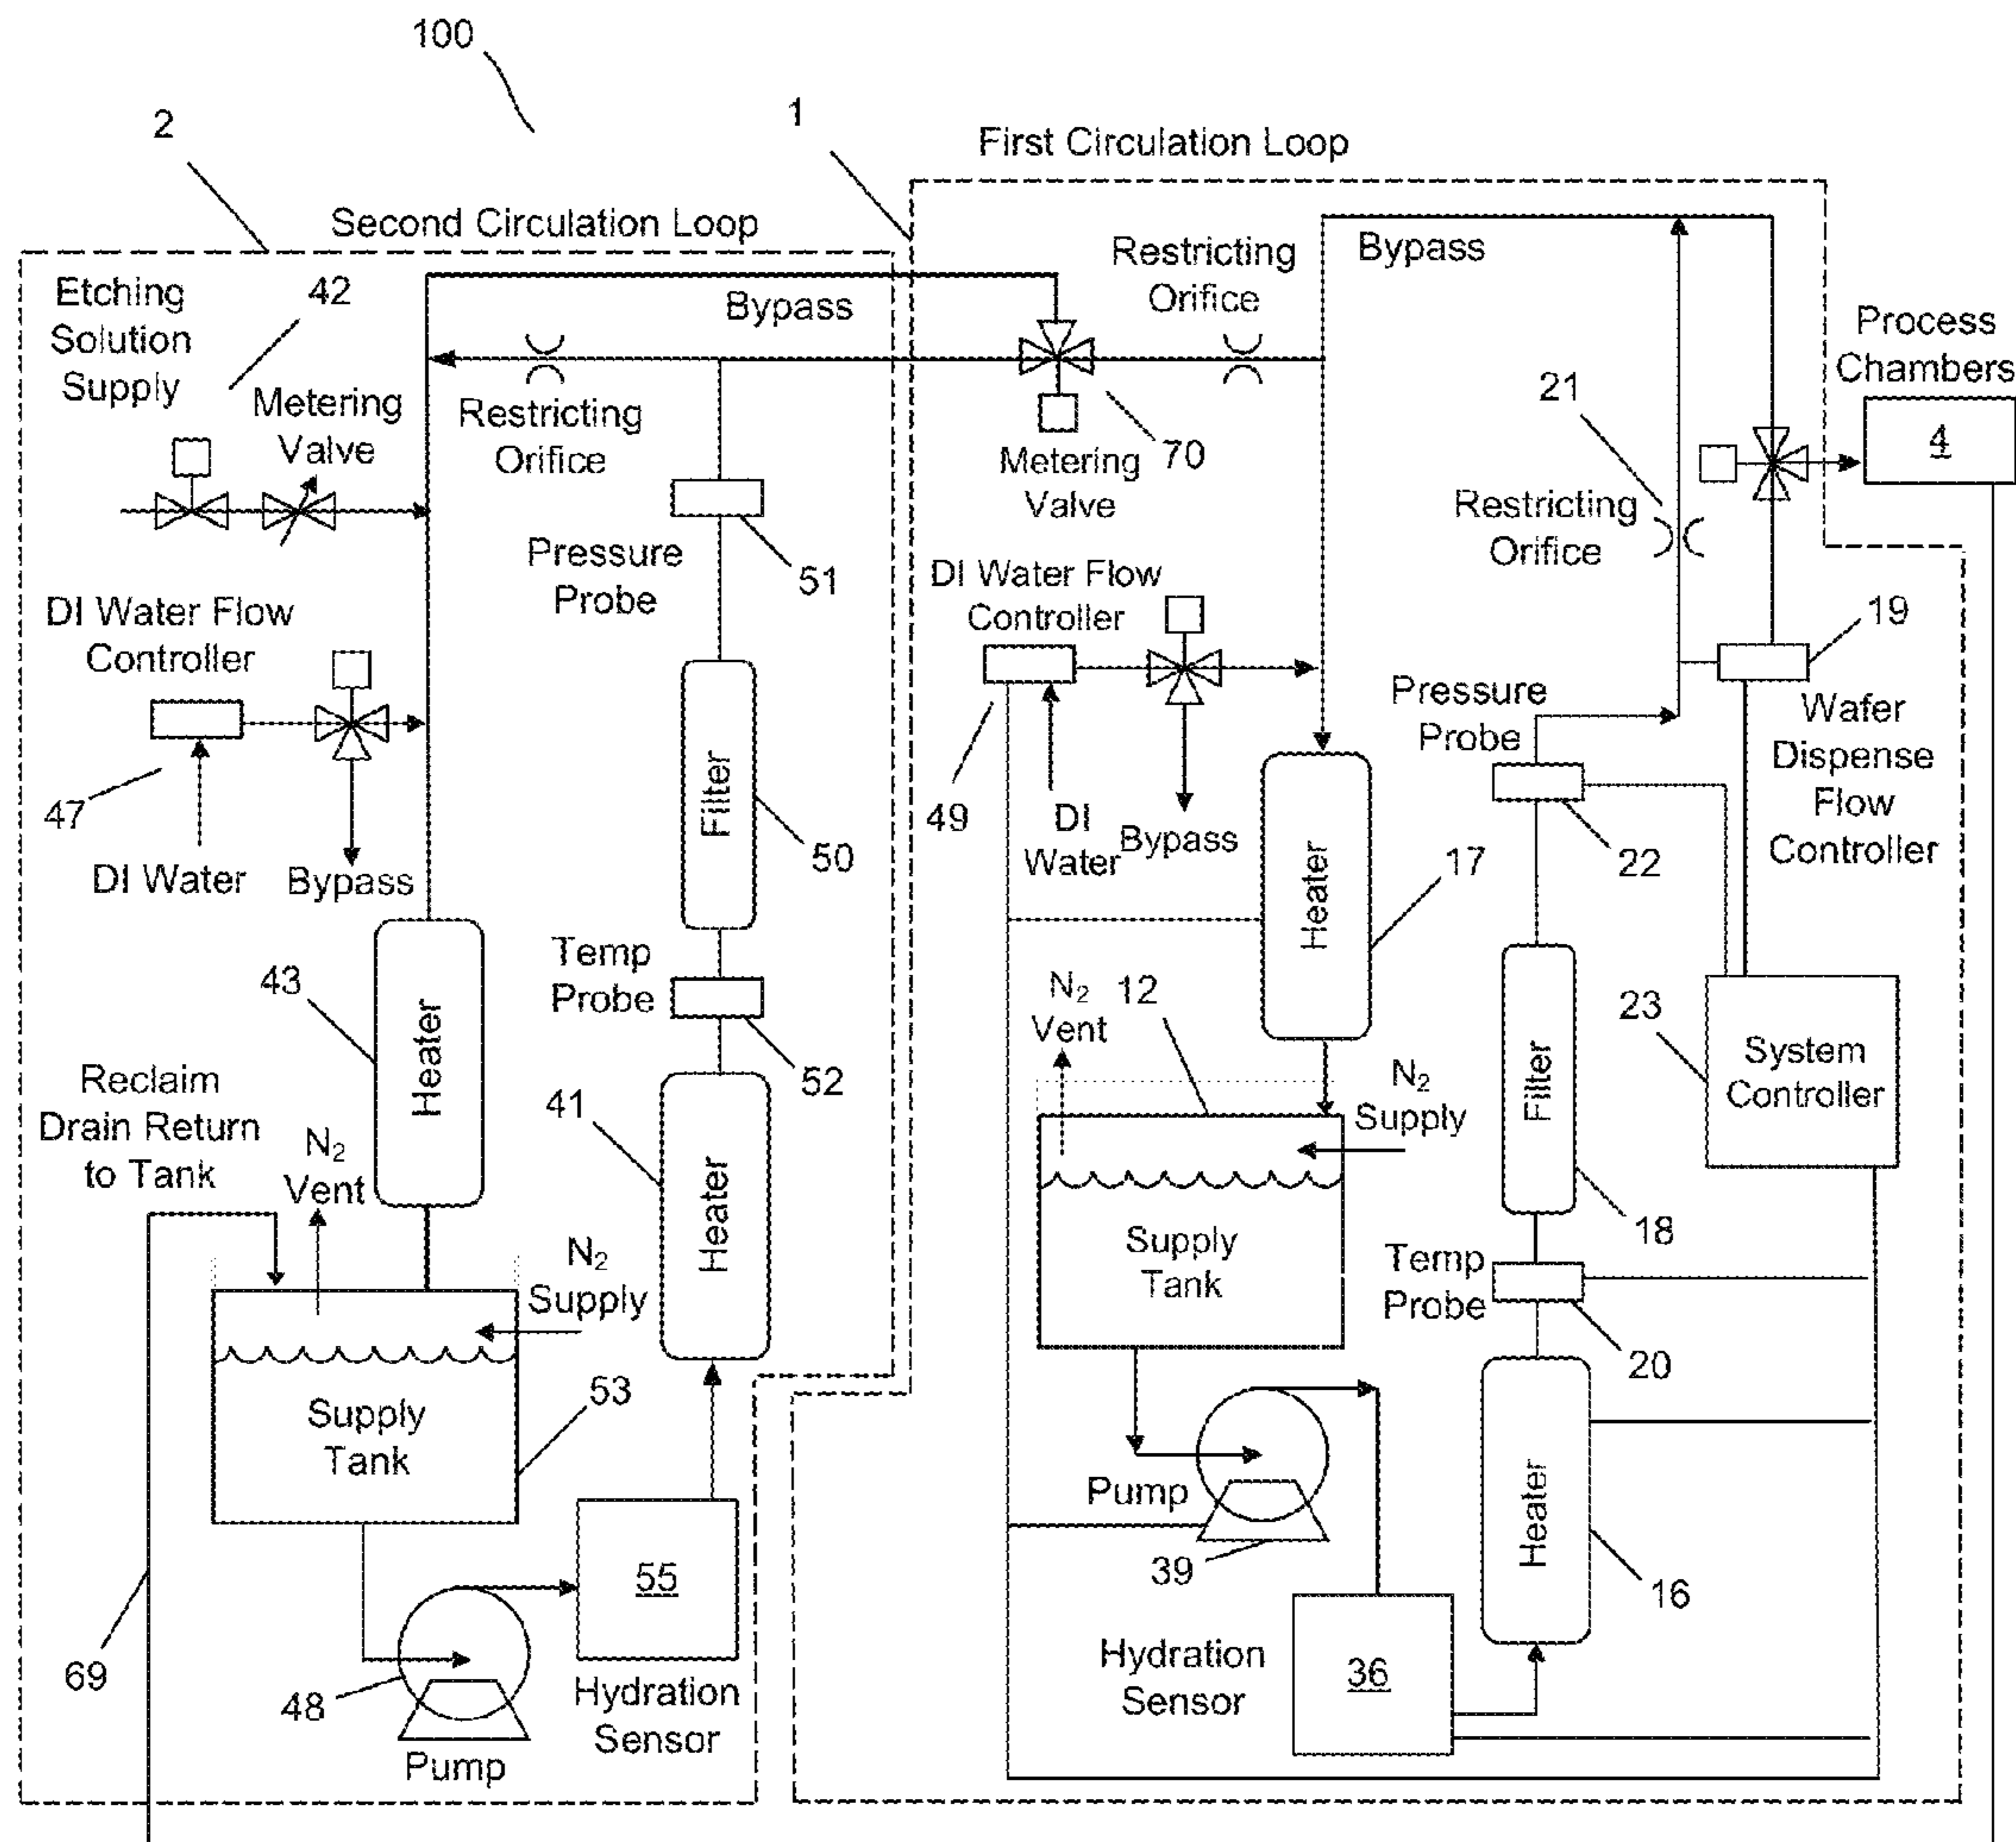 100
2
1
First Circulation Loop
Second Circulation Loop
Etching
Solution
Supply
42
Metering
Valve
Bypass
Restricting
Orifice
Restricting
Orifice
Bypass
Metering
Valve
70
Process
Chambers
4
21
Restricting
Orifice
Pressure
Probe
51
DI Water Flow
Controller
47
DI Water
Bypass
DI Water Flow
Controller
49
DI
Water
Bypass
19
Wafer
Dispense
Flow
Controller
Pressure
Probe
22
Filter
50
Heater
17
Temp
Probe
52
43
Heater
Reclaim
Drain Return
to Tank
N2
Vent
N2
Supply
41
Heater
Supply
Tank
53
69
48
Pump
55
Hydration
Sensor
N2
Vent
12
N2
Supply
Supply
Tank
Pump
39
Hydration
Sensor
36
Filter
18
Temp
Probe
20
Heater
16
23
System
Controller